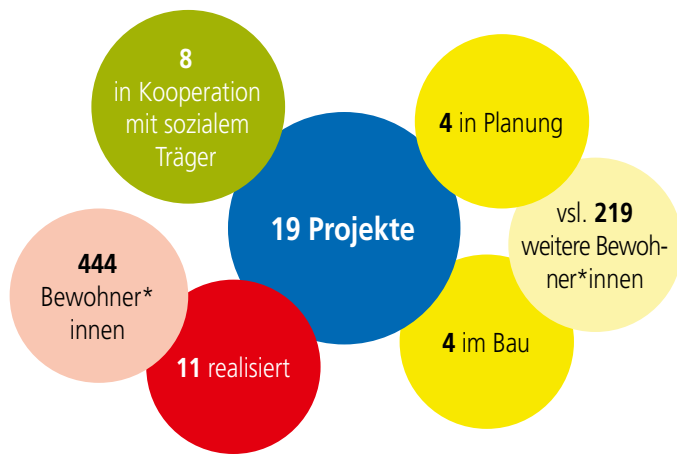 8
in Kooperation
mit sozialem
Träger
4 in Planung
19 Projekte
vsl. 219
weitere Bewoh-
ner*innen
444
Bewohner*
innen
4 im Bau
11 realisiert